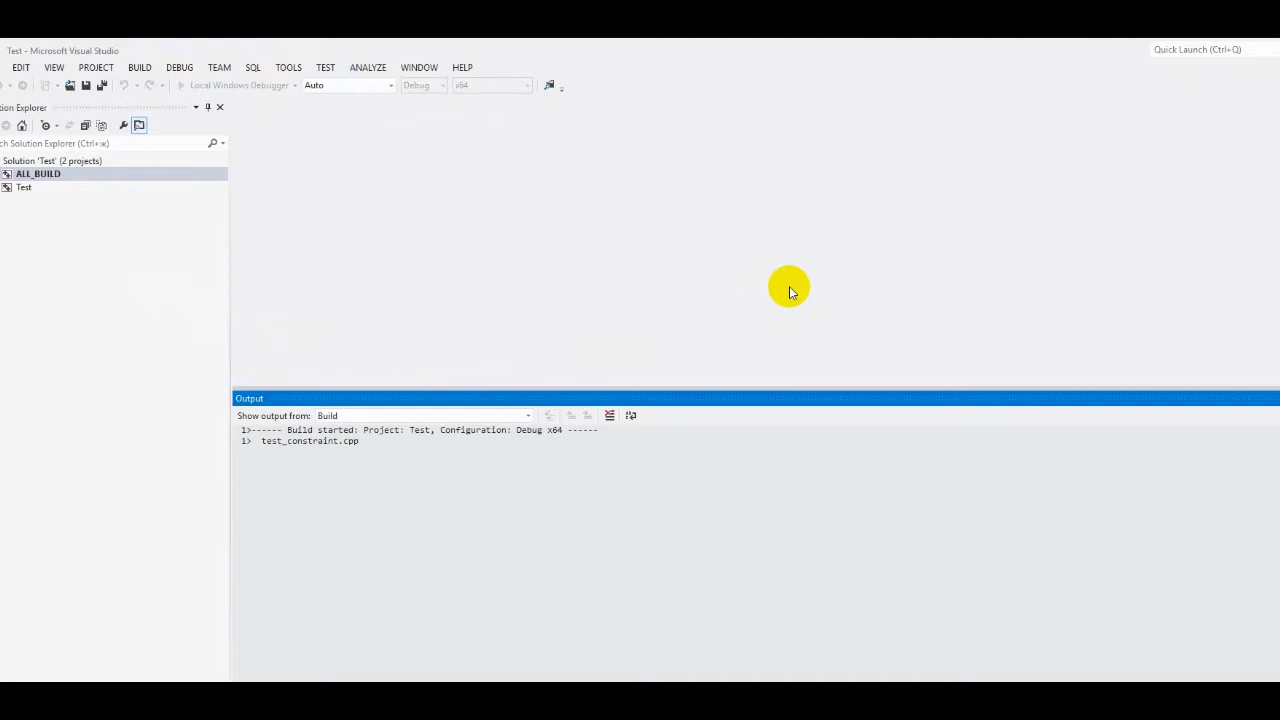 Test - Microsoft Visual Studio
Quick Launch (Ctrl+Q)
EDIT VIEW PROJECT BUILD DEBUG TEAM SQL TOOLS TEST ANALYZE WINDOW HELP
Local Windows Debugger Auto Debug x64
tion Explorer
ch Solution Explorer (Ctrl+ж)
Solution 'Test' (2 projects)
ALL_BUILD
Test
Output
Show output from: Build
1>------ Build started: Project: Test, Configuration: Debug x64 ------
1> test_constraint.cpp